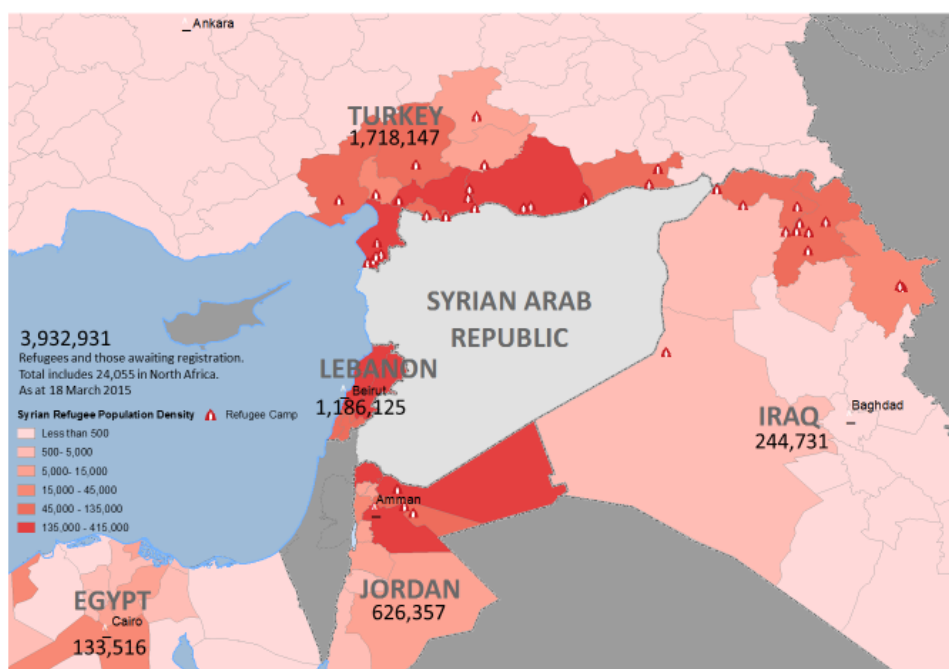 Ankara
TURKEY
1,718,147
SYRIAN ARAB
REPUBLIC
3,932,931
Refugees and those awaiting registration.
Total includes 24,055 in North Africa.
As at 18 March 2015
LEBANON
Beirut
1,186,125
Syrian Refugee Population Density
Refugee Camp
Less than 500
500- 5,000
5,000- 15,000
15,000 - 45,000
45,000 - 135,000
135,000 - 415,000
IRAQ
244,731
Baghdad
Amman
JORDAN
626,357
EGYPT
Cairo
133,516